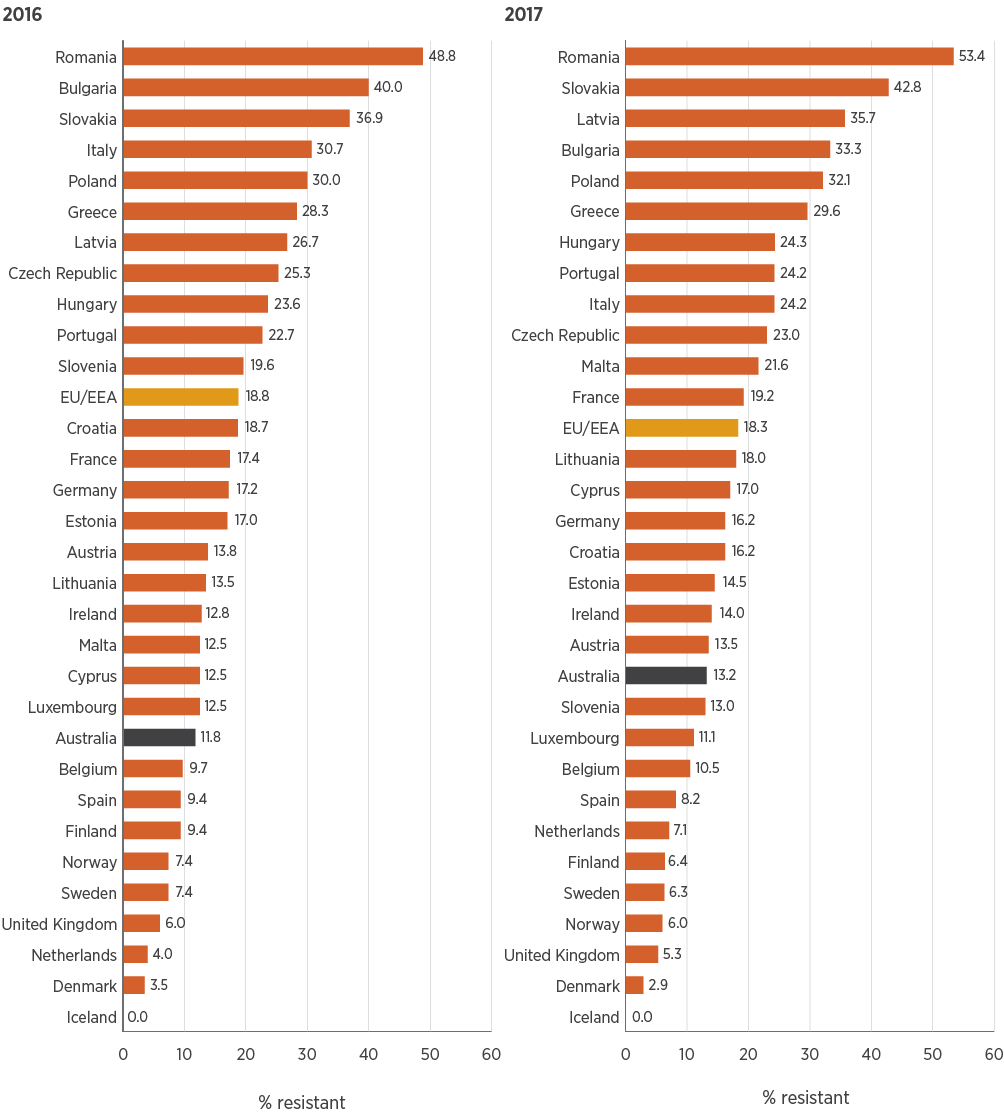 2016
Romania 48.8
Bulgaria 40.0
Slovakia 36.9
Italy 30.7
Poland 30.0
Greece 28.3
Latvia 26.7
Czech Republic 25.3
Hungary 23.6
Portugal 22.7
Slovenia 19.6
EU/EEA 18.8
Croatia 18.7
France 17.4
Germany 17.2
Estonia 17.0
Austria 13.8
Lithuania 13.5
Ireland 12.8
Malta 12.5
Cyprus 12.5
Luxembourg 12.5
Australia 11.8
Belgium 9.7
Spain 9.4
Finland 9.4
Norway 7.4
Sweden 7.4
United Kingdom 6.0
Netherlands 4.0
Denmark 3.5
Iceland 0.0
0 10 20 30 40 50 60
% resistant
2017
Romania 53.4
Slovakia 42.8
Latvia 35.7
Bulgaria 33.3
Poland 32.1
Greece 29.6
Hungary 24.3
Portugal 24.2
Italy 24.2
Czech Republic 23.0
Malta 21.6
France 19.2
EU/EEA 18.3
Lithuania 18.0
Cyprus 17.0
Germany 16.2
Croatia 16.2
Estonia 14.5
Ireland 14.0
Austria 13.5
Australia 13.2
Slovenia 13.0
Luxembourg 11.1
Belgium 10.5
Spain 8.2
Netherlands 7.1
Finland 6.4
Sweden 6.3
Norway 6.0
United Kingdom 5.3
Denmark 2.9
Iceland 0.0
0 10 20 30 40 50 60
% resistant